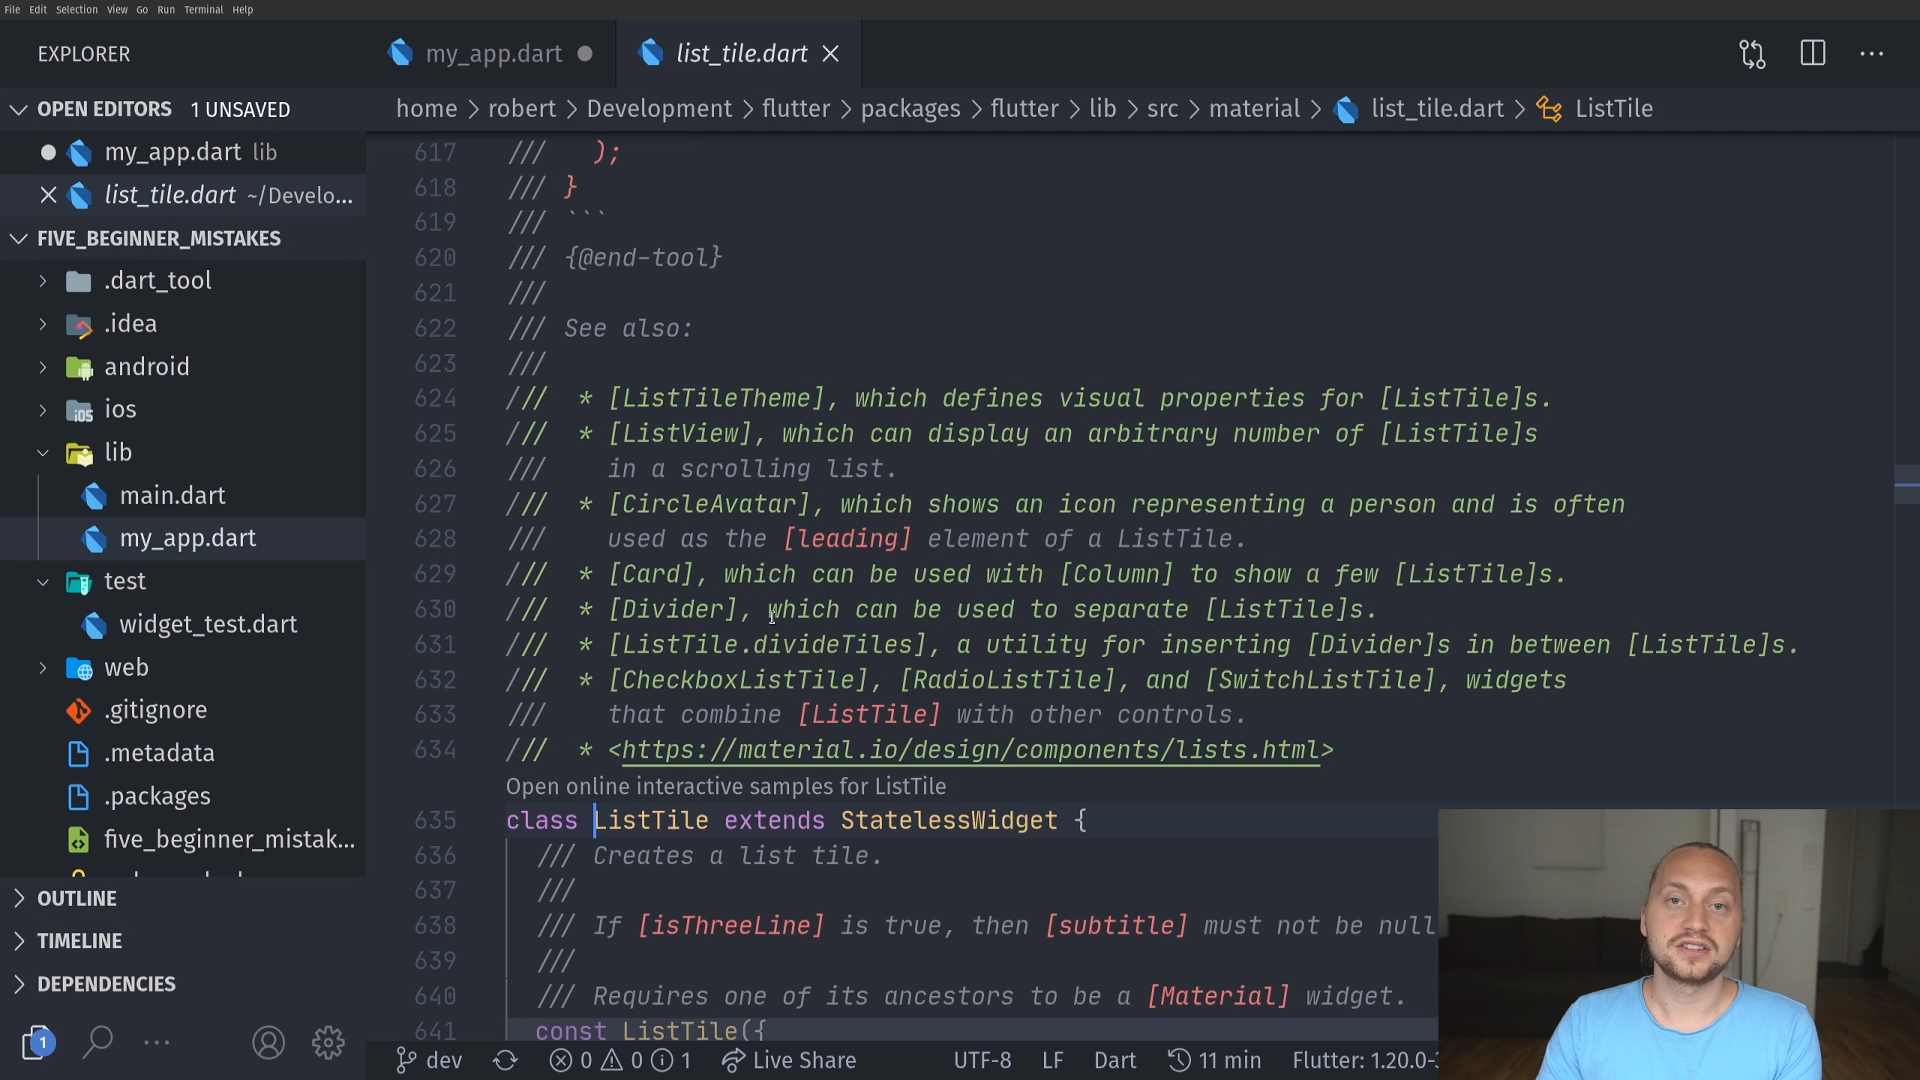 File Edit Selection View Go Run Terminal Help
EXPLORER
my_app.dart
list_tile.dart
OPEN EDITORS 1 UNSAVED
my_app.dart lib
list_tile.dart ~/Develo...
FIVE_BEGINNER_MISTAKES
.dart_tool
.idea
android
ios
lib
main.dart
my_app.dart
test
widget_test.dart
web
.gitignore
.metadata
.packages
five_beginner_mistak...
OUTLINE
TIMELINE
DEPENDENCIES
1
home > robert > Development > flutter > packages > flutter > lib > src > material > list_tile.dart > ListTile
617 ///   );
618 /// }
619 /// ```
620 /// {@end-tool}
621 ///
622 /// See also:
623 ///
624 ///  * [ListTileTheme], which defines visual properties for [ListTile]s.
625 ///  * [ListView], which can display an arbitrary number of [ListTile]s
626 ///    in a scrolling list.
627 ///  * [CircleAvatar], which shows an icon representing a person and is often
628 ///    used as the [leading] element of a ListTile.
629 ///  * [Card], which can be used with [Column] to show a few [ListTile]s.
630 ///  * [Divider], which can be used to separate [ListTile]s.
631 ///  * [ListTile.divideTiles], a utility for inserting [Divider]s in between [ListTile]s.
632 ///  * [CheckboxListTile], [RadioListTile], and [SwitchListTile], widgets
633 ///    that combine [ListTile] with other controls.
634 ///  * <https://material.io/design/components/lists.html>
Open online interactive samples for ListTile
635 class ListTile extends StatelessWidget {
636   /// Creates a list tile.
637   ///
638   /// If [isThreeLine] is true, then [subtitle] must not be null
639   ///
640   /// Requires one of its ancestors to be a [Material] widget.
641   const ListTile({
dev 0 0 1 Live Share UTF-8 LF Dart 11 min Flutter: 1.20.0-